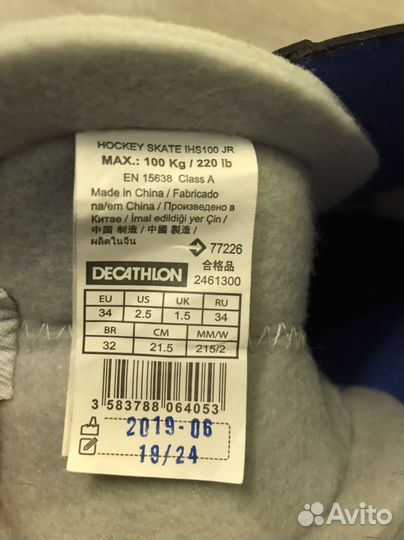 HOCKEY SKATE IHS100 JR
MAX.: 100 Kg / 220 lb
EN 15638 Class A
Made in China / Fabricado
na/em China / Произведено в
Китае / İmal edildiği yer Çin /
中国 制造 / 中國 製造 /
ผลิตในจีน
77226
DECATHLON
合格品
2461300
EU US UK RU
34 2.5 1.5 34
BR CM MM/W
32 21.5 215/2
3 583788 064053
2019-06
19/24
Avito